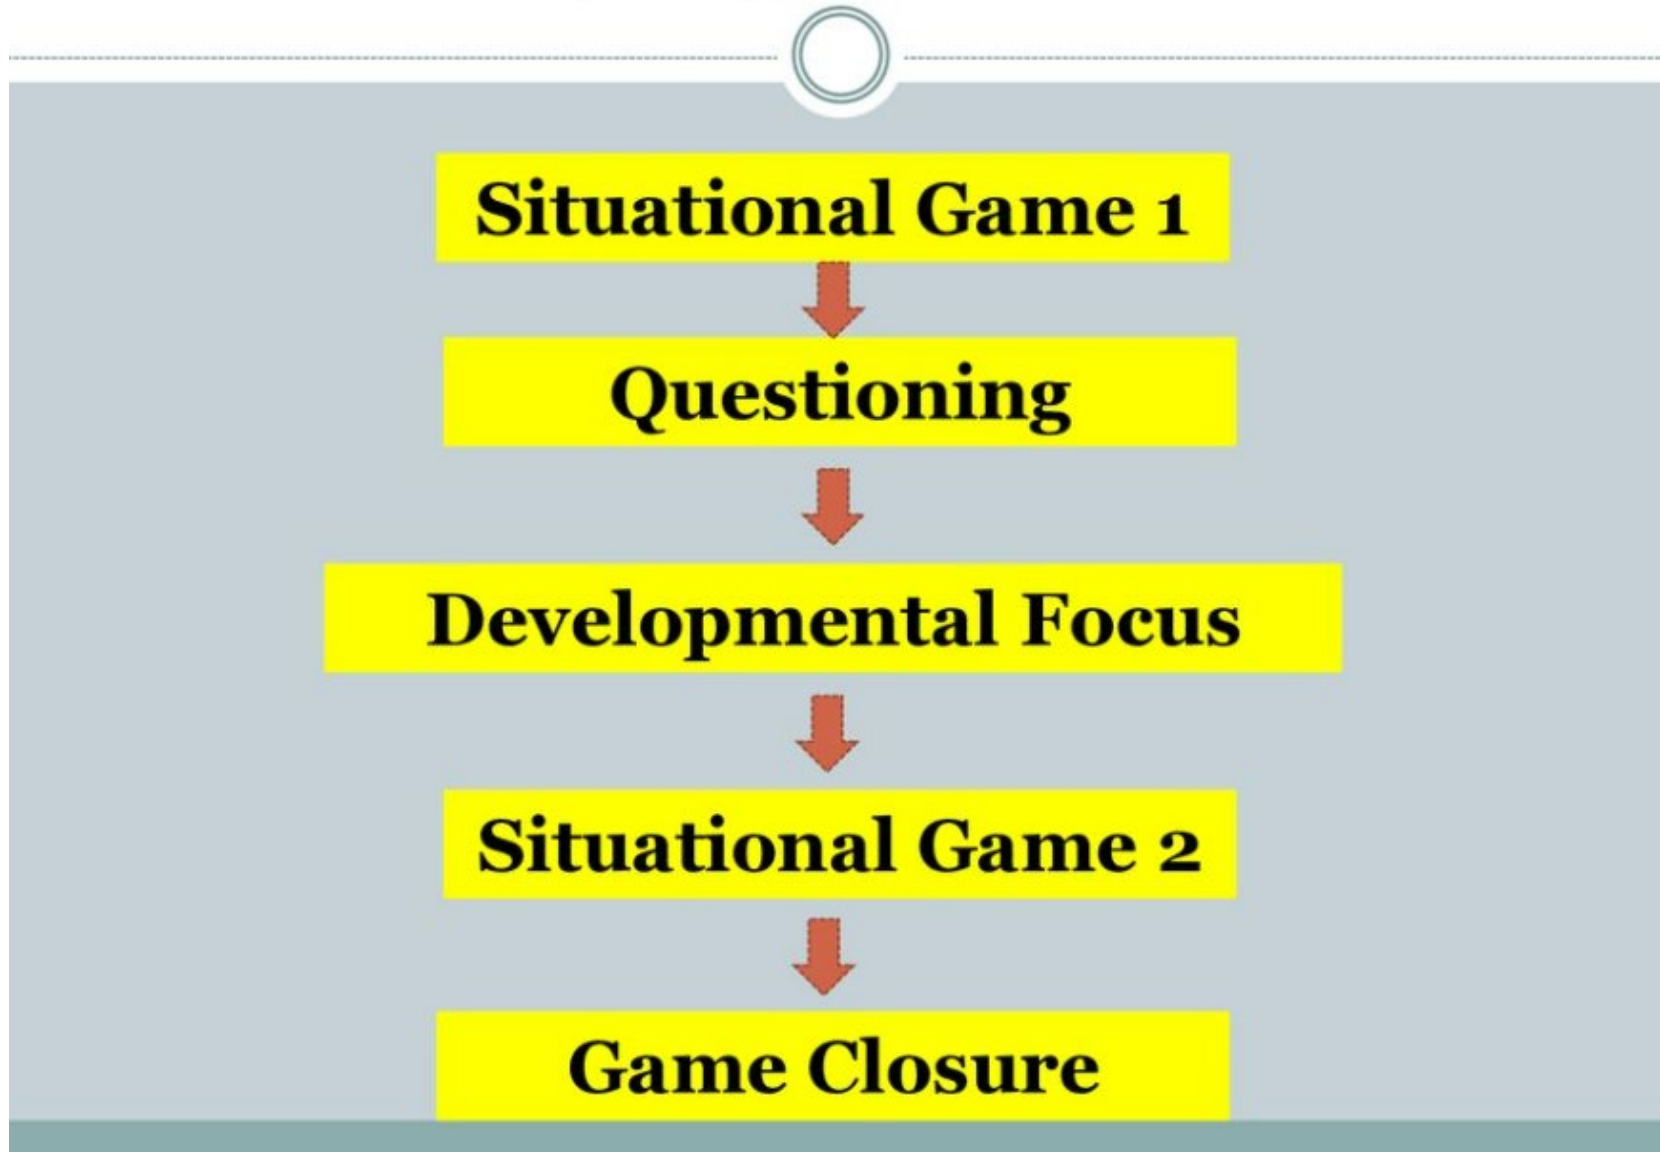 Situational Game 1
Questioning
Developmental Focus
Situational Game 2
Game Closure